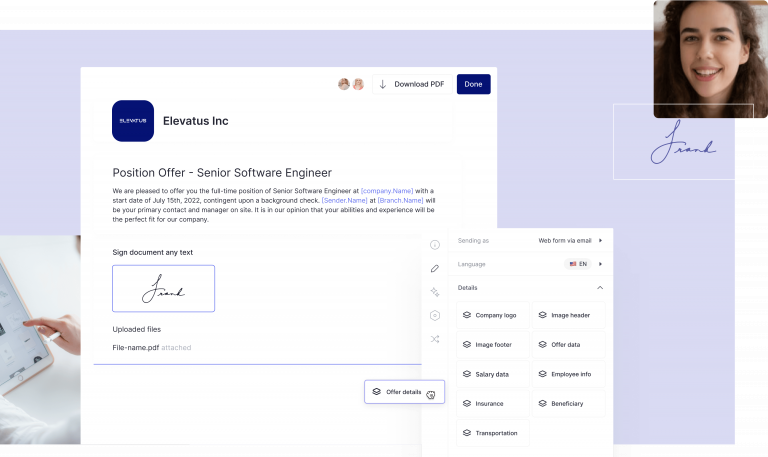 Download PDF
Done
ELEVATUS
Elevatus Inc
Position Offer - Senior Software Engineer
We are pleased to offer you the full-time position of Senior Software Engineer at [company.Name] with a
start date of July 15th, 2022, contingent upon a background check. [Sender.Name] at [Branch.Name] will
be your primary contact and manager on site. It is in our opinion that your abilities and experience will be
the perfect fit for our company.
Sign document any text
Frank
Uploaded files
File-name.pdf attached
Offer details
Sending as
Web form via email
Language
EN
Details
Company logo
Image header
Image footer
Offer data
Salary data
Employee info
Insurance
Beneficiary
Transportation
Frank